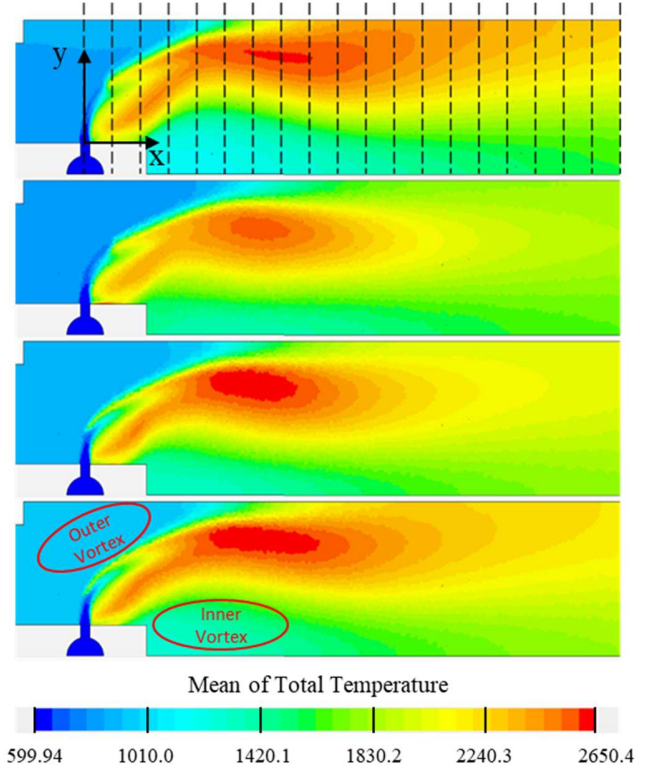 y
x
Outer
Vortex
Inner
Vortex
Mean of Total Temperature
599.94 1010.0 1420.1 1830.2 2240.3 2650.4